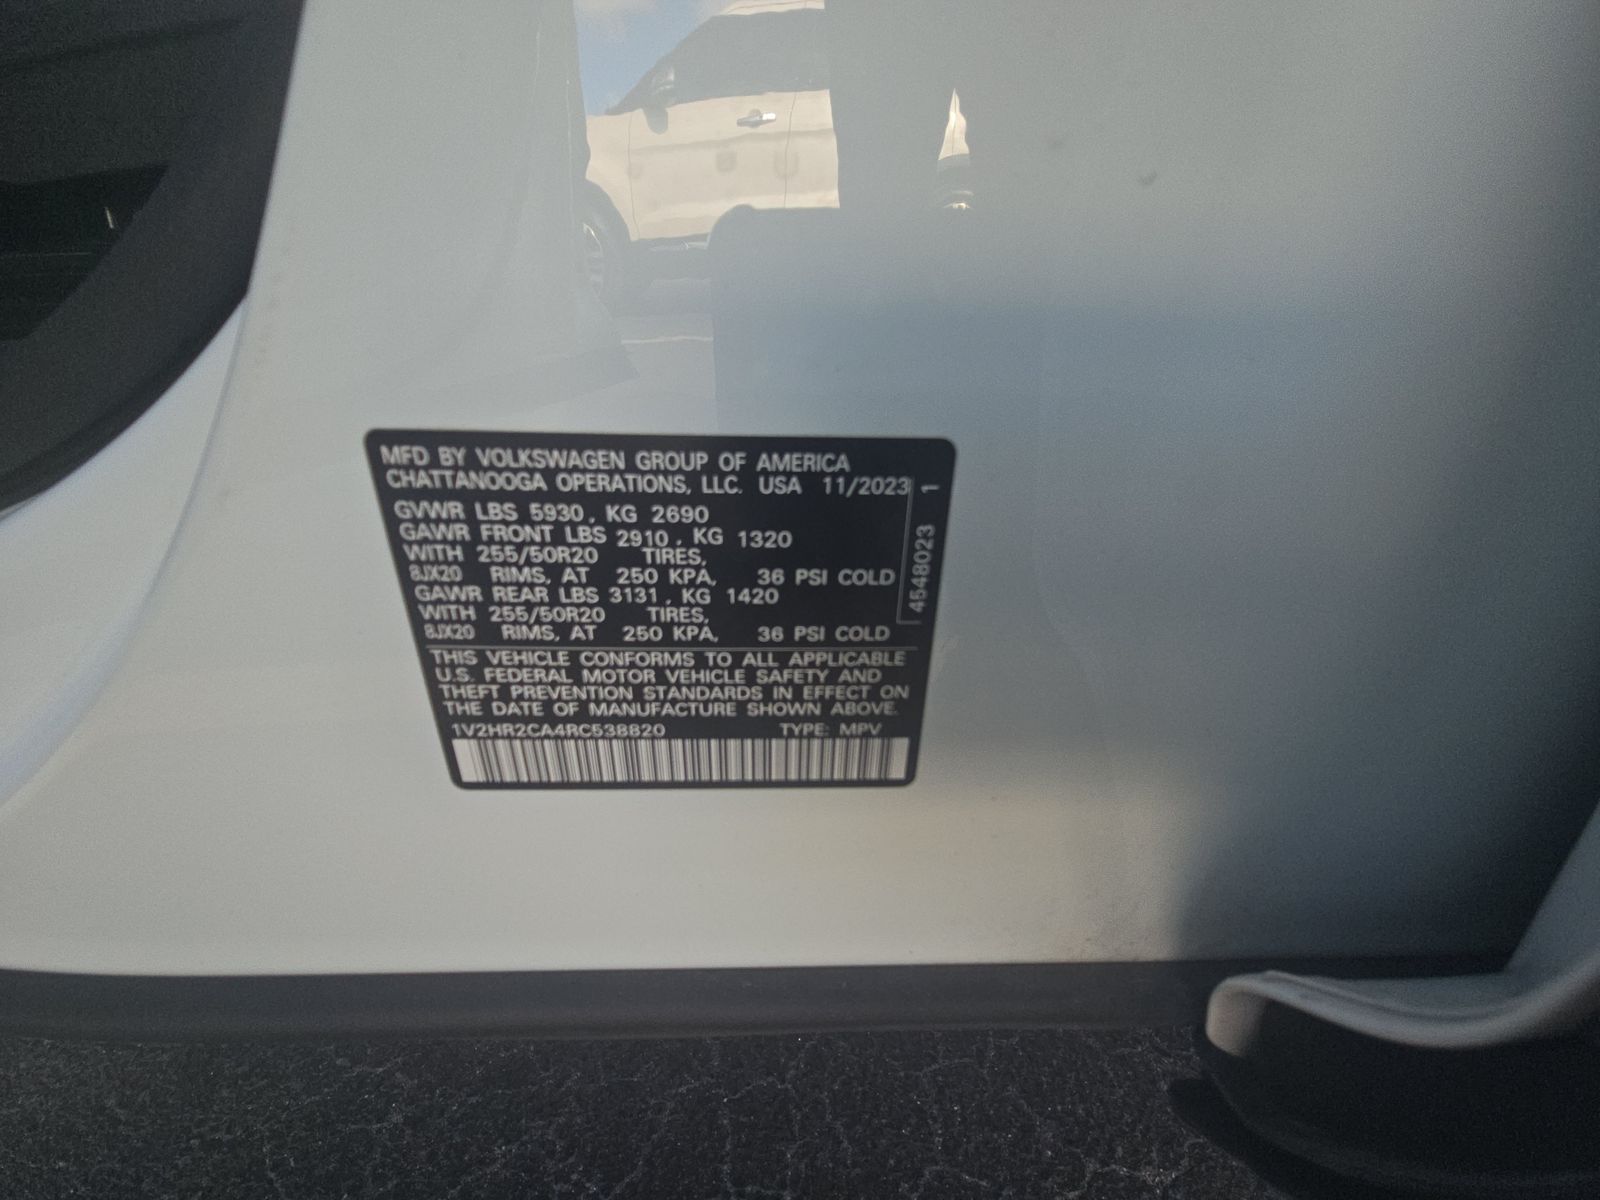 MFD BY VOLKSWAGEN GROUP OF AMERICA
CHATTANOOGA OPERATIONS, LLC. USA 11/2023
GVWR LBS 5930, KG 2690
GAWR FRONT LBS 2910, KG 1320
WITH 255/50R20 TIRES,
8JX20 RIMS, AT 250 KPA, 36 PSI COLD
GAWR REAR LBS 3131, KG 1420
WITH 255/50R20 TIRES,
8JX20 RIMS, AT 250 KPA, 36 PSI COLD
THIS VEHICLE CONFORMS TO ALL APPLICABLE
U.S. FEDERAL MOTOR VEHICLE SAFETY AND
THEFT PREVENTION STANDARDS IN EFFECT ON
THE DATE OF MANUFACTURE SHOWN ABOVE.
1V2HR2CA4RC538820 TYPE: MPV
4548023 1